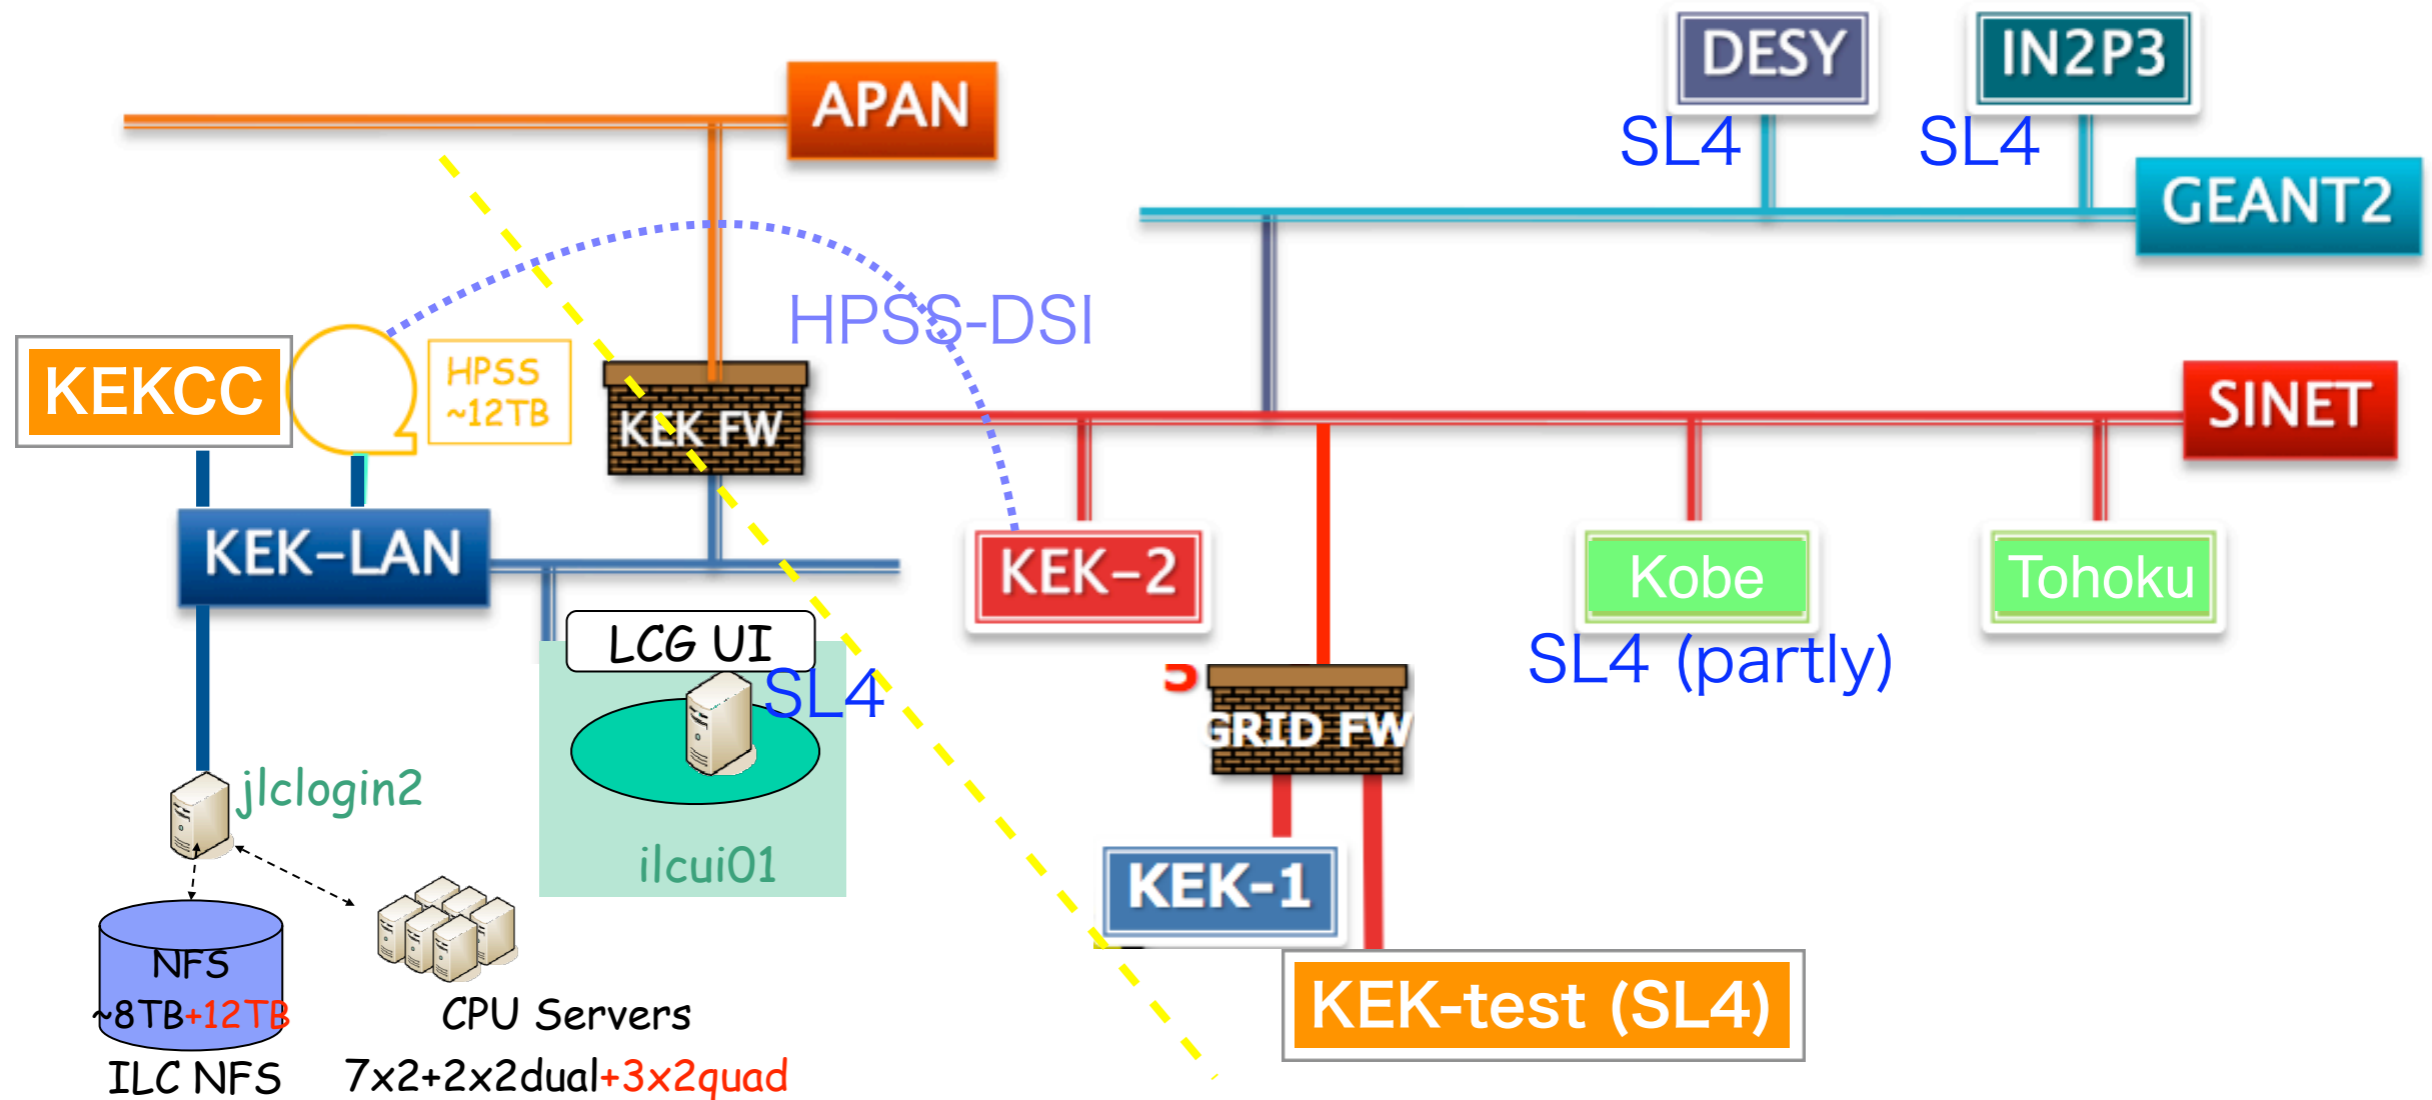 DESY
IN2P3
APAN
SL4
SL4
GEANT2
HPSS-DSI
KEKCC
HPSS
~12TB
KEK FW
SINET
KEK-LAN
KEK-2
Kobe
Tohoku
LCG UI
SL4
SL4 (partly)
5
GRID FW
jlclogin2
ilcui01
KEK-1
NFS
~8TB+12TB
ILC NFS
CPU Servers
7x2+2x2dual+3x2quad
KEK-test (SL4)